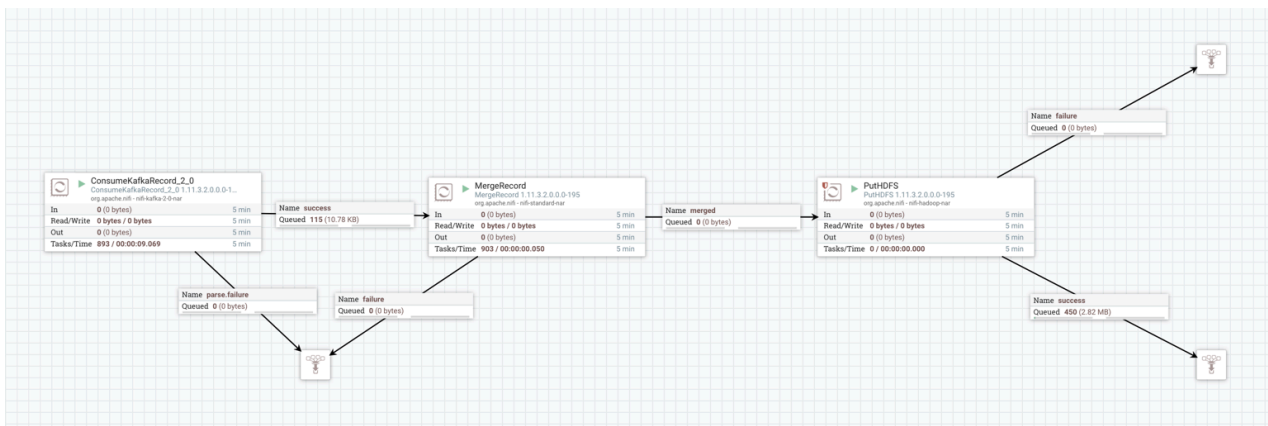 Name failure
Queued 0 (0 bytes)
ConsumeKafkaRecord_2_0
ConsumeKafkaRecord_2_0 1.11.3.2.0.0.0-1...
org.apache.nifi - nifi-kafka-2-0-nar
In 0 (0 bytes) 5 min
Read/Write 0 bytes / 0 bytes 5 min
Out 0 (0 bytes) 5 min
Tasks/Time 893 / 00:00:09.069 5 min
Name success
Queued 115 (10.78 KB)
MergeRecord
MergeRecord 1.11.3.2.0.0.0-195
org.apache.nifi - nifi-standard-nar
In 0 (0 bytes) 5 min
Read/Write 0 bytes / 0 bytes 5 min
Out 0 (0 bytes) 5 min
Tasks/Time 903 / 00:00:00.050 5 min
Name merged
Queued 0 (0 bytes)
PutHDFS
PutHDFS 1.11.3.2.0.0.0-195
org.apache.nifi - nifi-hadoop-nar
In 0 (0 bytes) 5 min
Read/Write 0 bytes / 0 bytes 5 min
Out 0 (0 bytes) 5 min
Tasks/Time 0 / 00:00:00.000 5 min
Name parse.failure
Queued 0 (0 bytes)
Name failure
Queued 0 (0 bytes)
Name success
Queued 450 (2.82 MB)